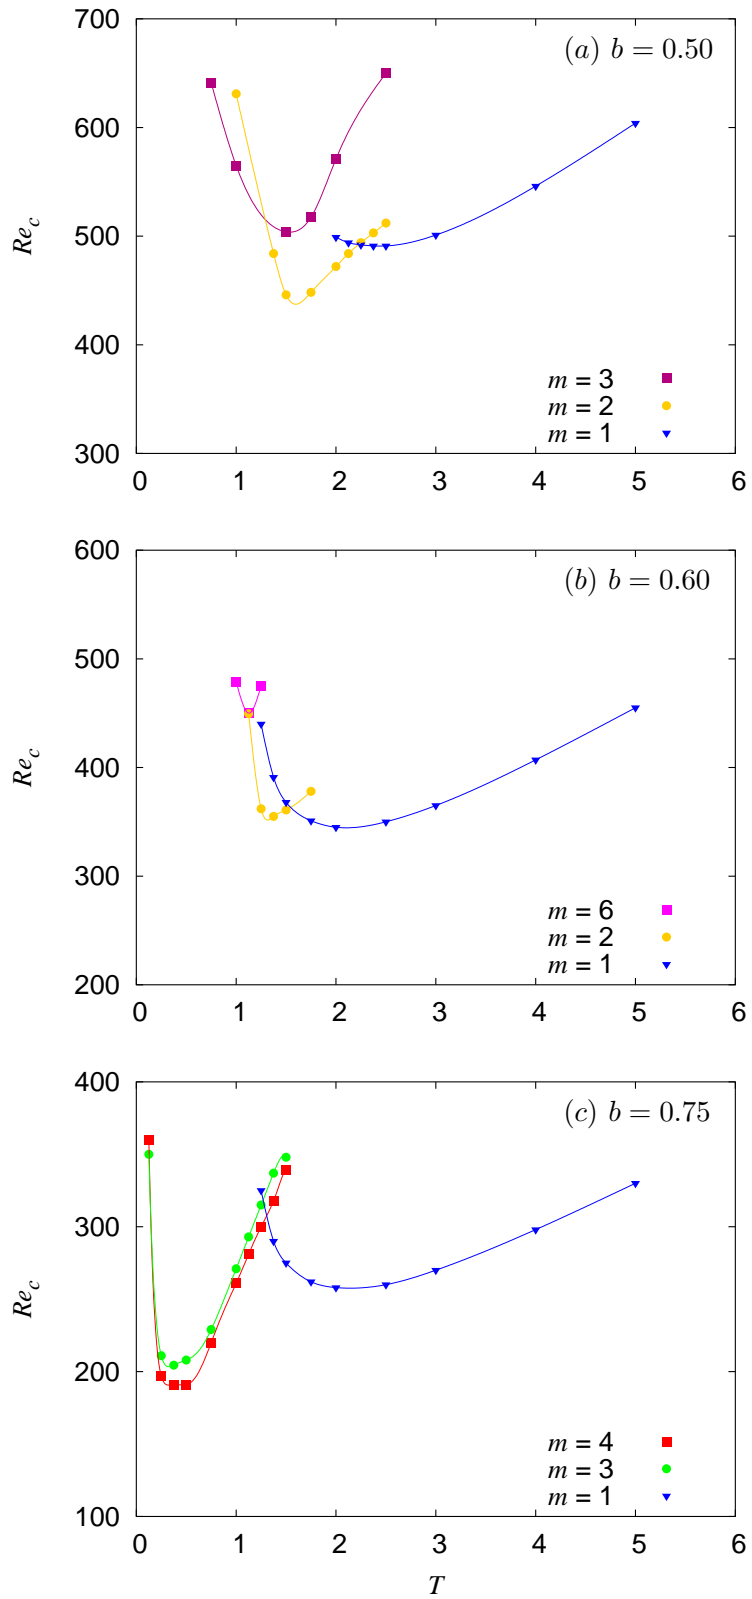 700
(a) b = 0.50
600
500
Re_c
400
m = 3
m = 2
m = 1
300
0 1 2 3 4 5 6
600
(b) b = 0.60
500
400
Re_c
300
m = 6
m = 2
m = 1
200
0 1 2 3 4 5 6
400
(c) b = 0.75
300
Re_c
200
m = 4
m = 3
m = 1
100
0 1 2 3 4 5 6
T